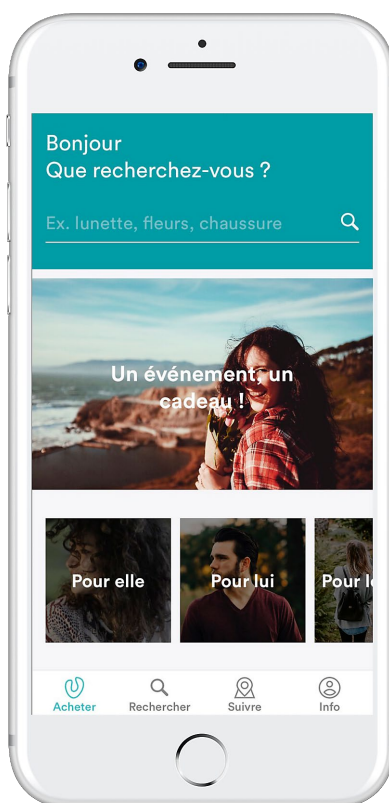 Bonjour
Que recherchez-vous ?
Ex. lunette, fleurs, chaussure
Un événement, un
cadeau !
Pour elle
Pour lui
Pour l
Acheter
Rechercher
Suivre
Info